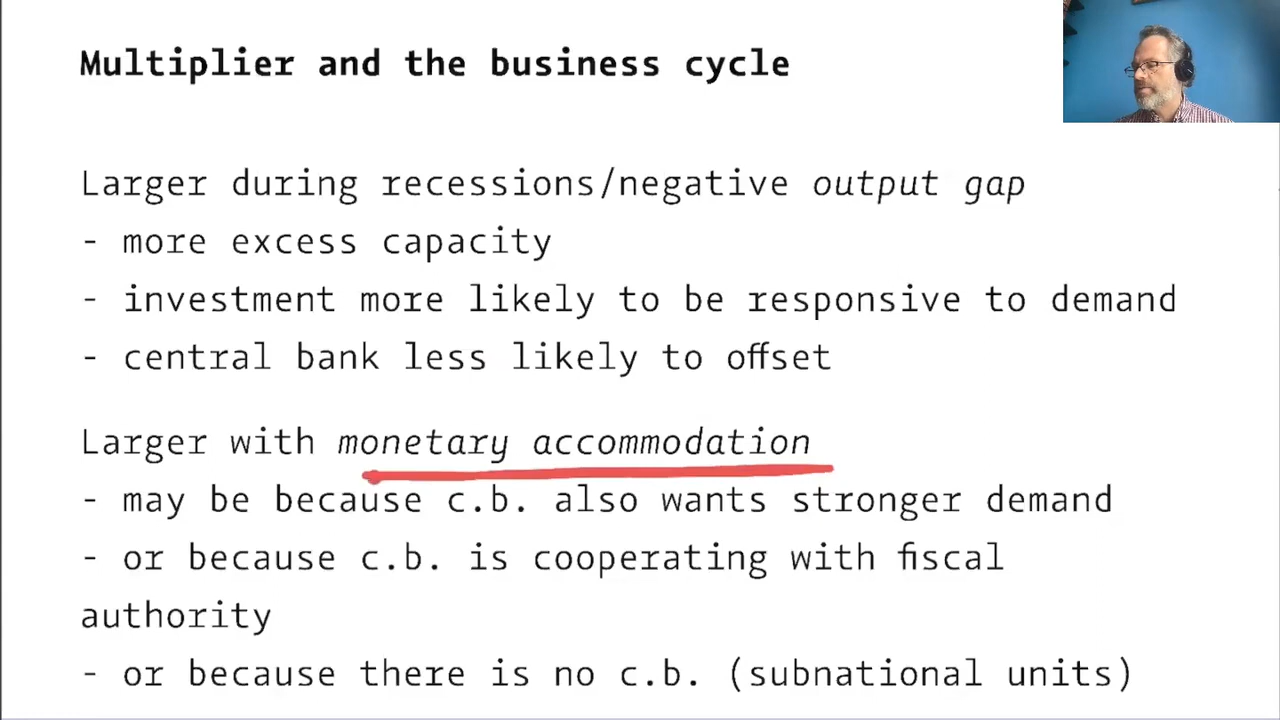 Multiplier and the business cycle
Larger during recessions/negative output gap
- more excess capacity
- investment more likely to be responsive to demand
- central bank less likely to offset
Larger with monetary accommodation
- may be because c.b. also wants stronger demand
- or because c.b. is cooperating with fiscal
authority
- or because there is no c.b. (subnational units)